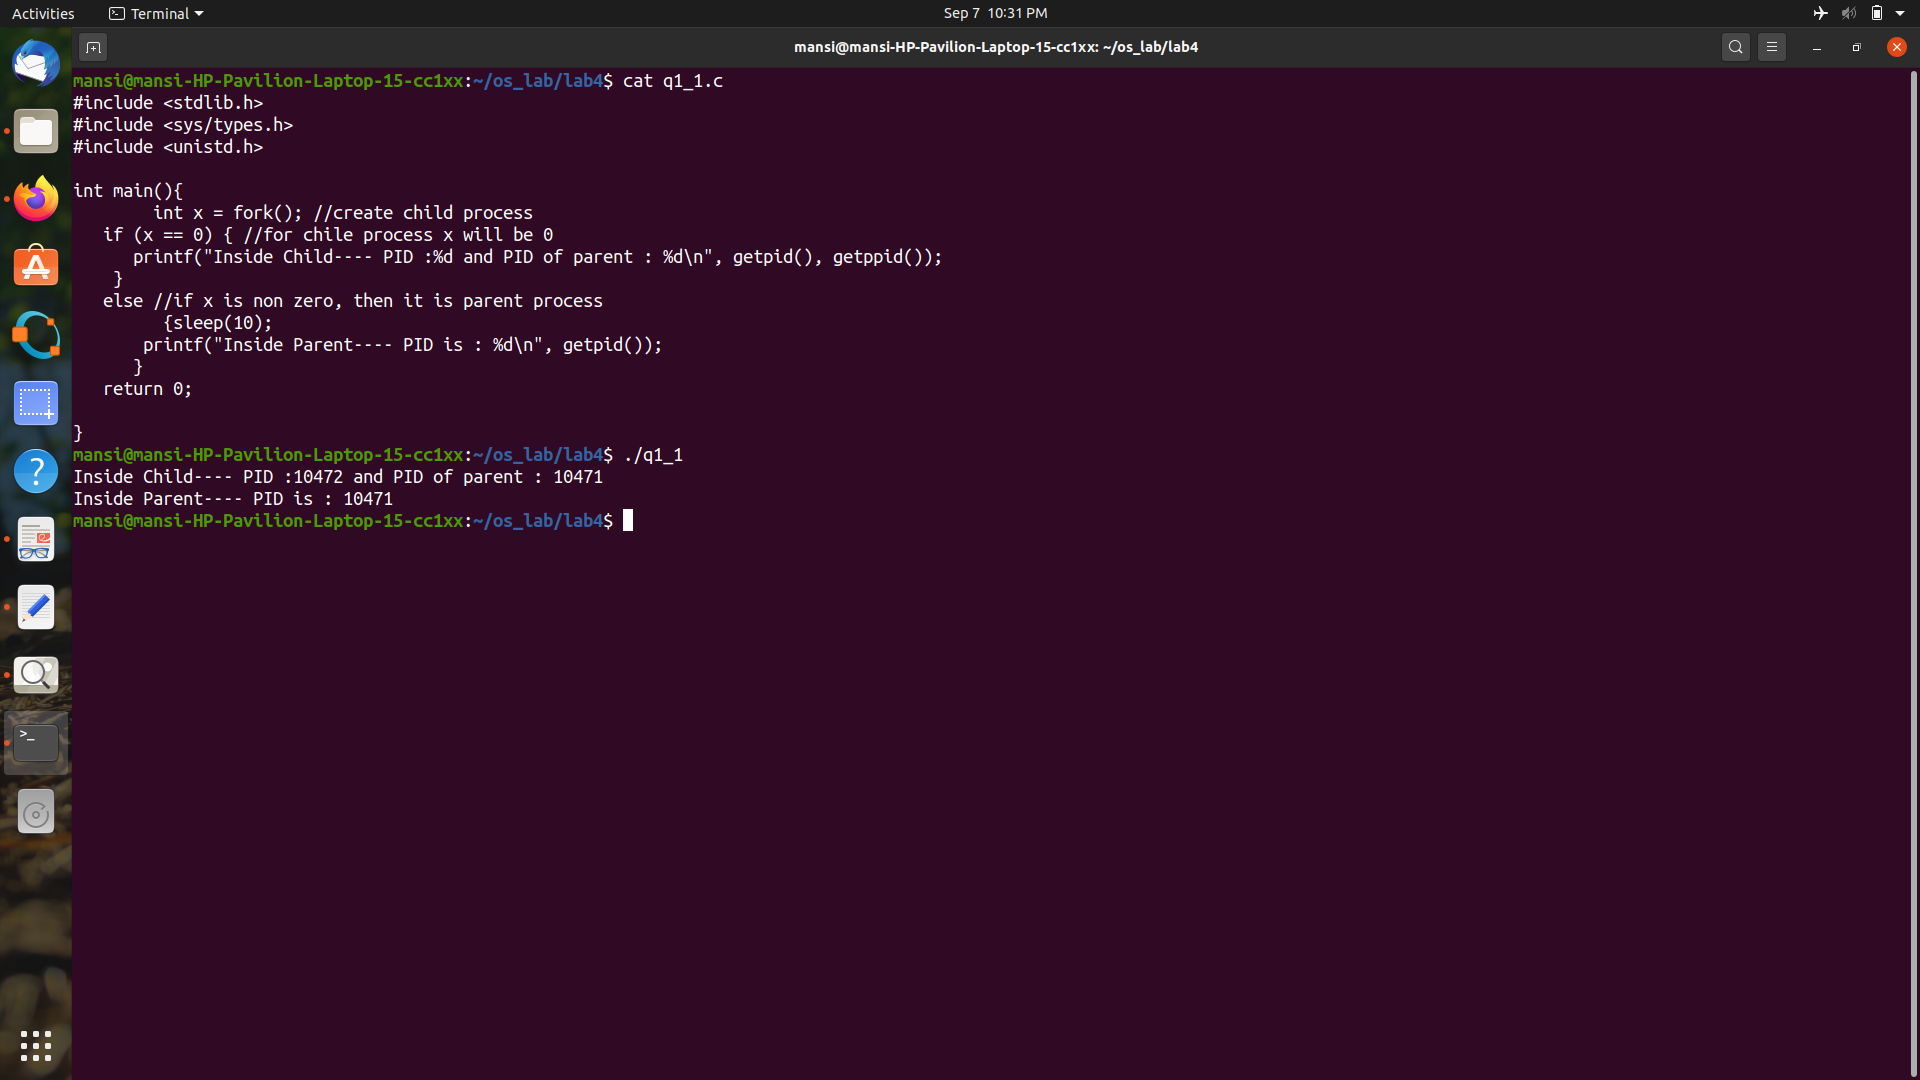 Activities
Terminal
Sep 7  10:31 PM
mansi@mansi-HP-Pavilion-Laptop-15-cc1xx: ~/os_lab/lab4
mansi@mansi-HP-Pavilion-Laptop-15-cc1xx:~/os_lab/lab4$ cat q1_1.c
#include <stdlib.h>
#include <sys/types.h>
#include <unistd.h>

int main(){
        int x = fork(); //create child process
   if (x == 0) { //for chile process x will be 0
      printf("Inside Child---- PID :%d and PID of parent : %d\n", getpid(), getppid());
    }
   else //if x is non zero, then it is parent process
         {sleep(10);
       printf("Inside Parent---- PID is : %d\n", getpid());
      }
   return 0;

}
mansi@mansi-HP-Pavilion-Laptop-15-cc1xx:~/os_lab/lab4$ ./q1_1
Inside Child---- PID :10472 and PID of parent : 10471
Inside Parent---- PID is : 10471
mansi@mansi-HP-Pavilion-Laptop-15-cc1xx:~/os_lab/lab4$